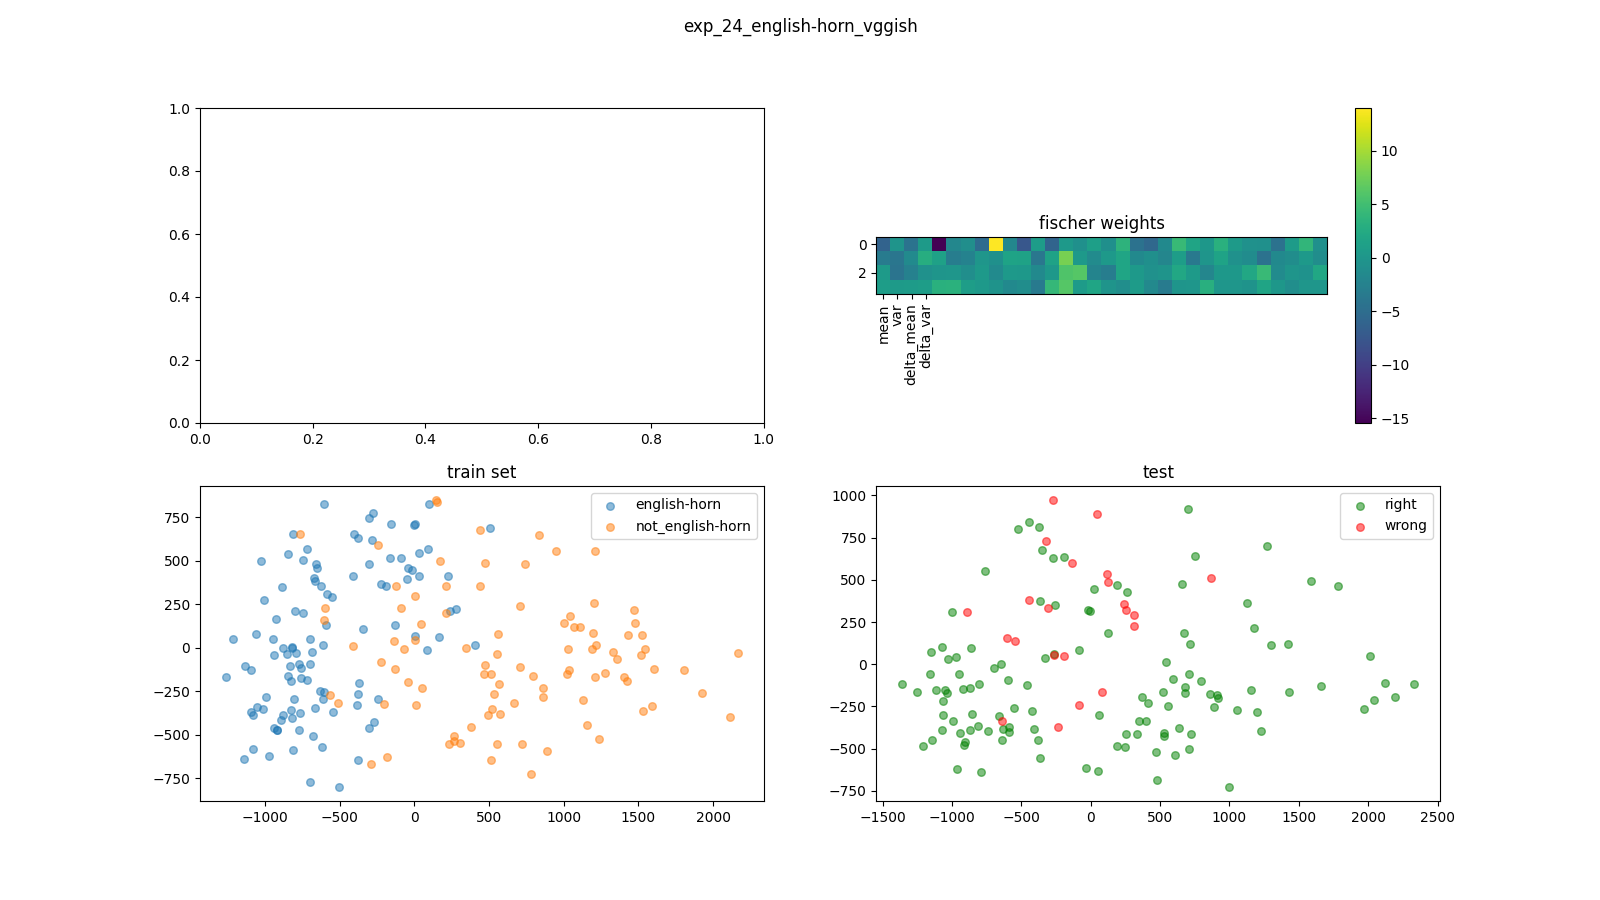 exp_24_english-horn_vggish
1.0
0.8
0.6
0.4
0.2
0.0
0.0 0.2 0.4 0.6 0.8 1.0
fischer weights
0
2
mean
var
delta_mean
delta_var
10
5
0
−5
−10
−15
train set
english-horn
not_english-horn
750
500
250
0
−250
−500
−750
−1000 −500 0 500 1000 1500 2000
test
right
wrong
1000
750
500
250
0
−250
−500
−750
−1500 −1000 −500 0 500 1000 1500 2000 2500